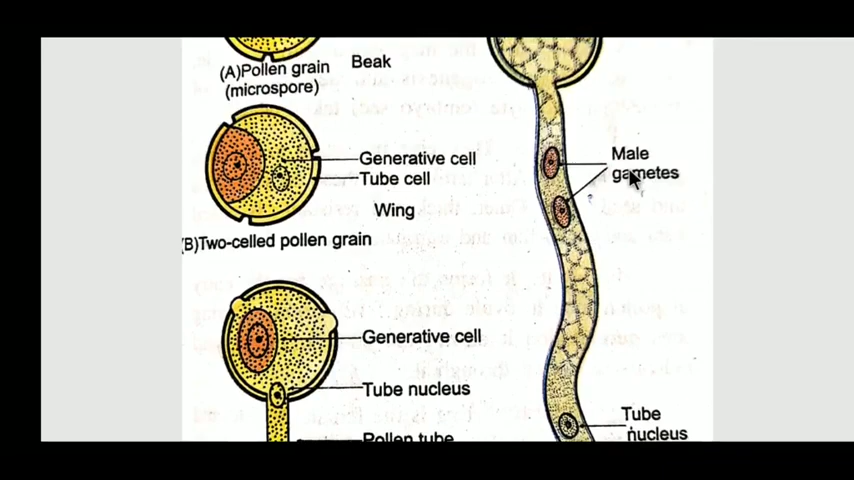 (A)Pollen grain
(microspore)
Beak
Generative cell
Tube cell
Wing
(B)Two-celled pollen grain
Generative cell
Tube nucleus
Pollen tube
Male
gametes
Tube
nucleus